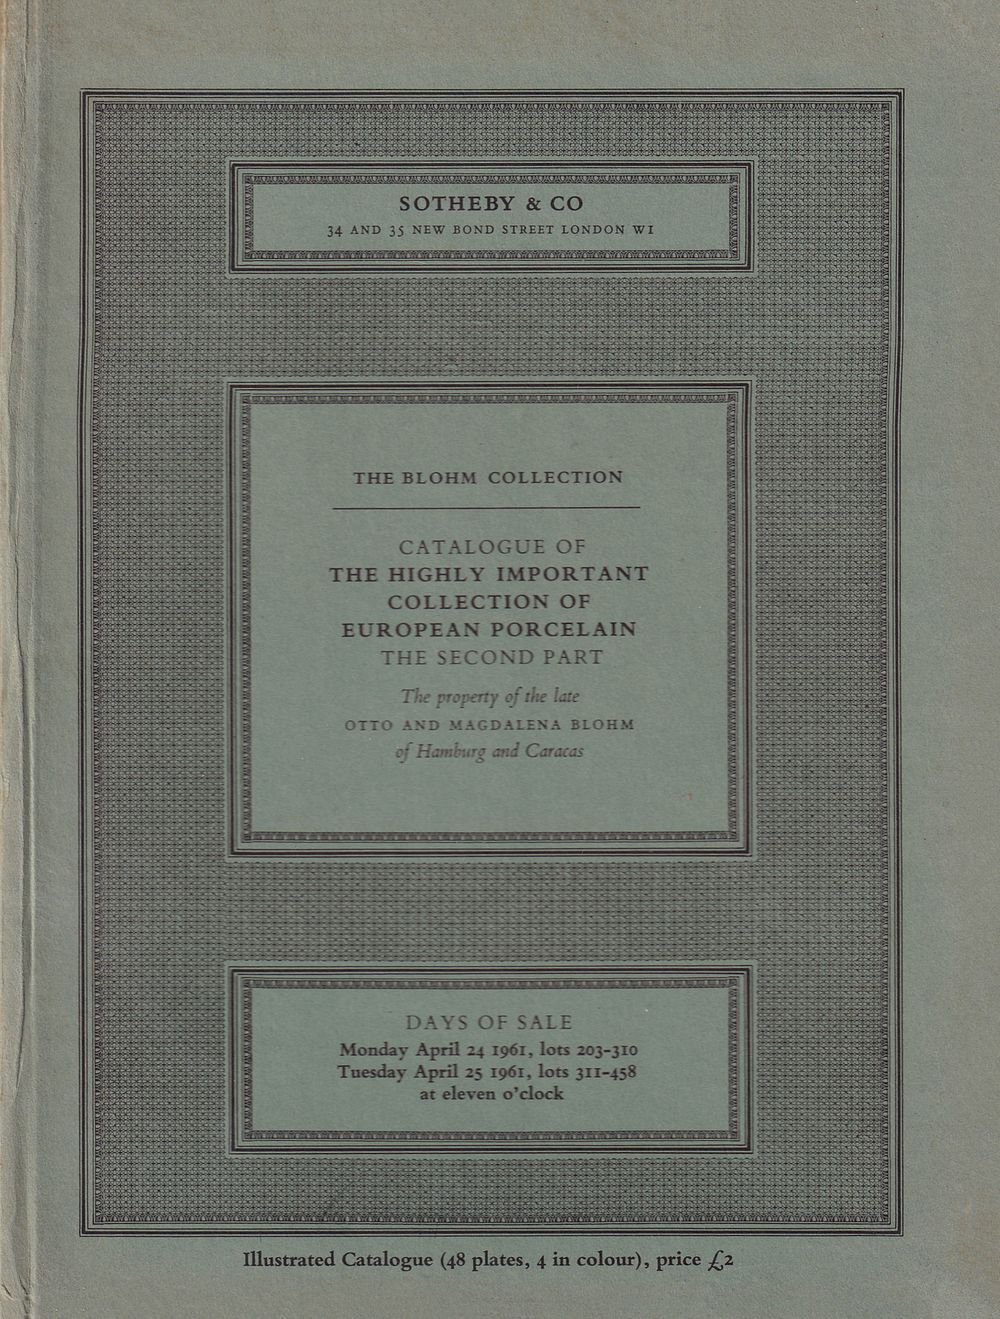 SOTHEBY & CO
34 AND 35 NEW BOND STREET LONDON W1
THE BLOHM COLLECTION
CATALOGUE OF
THE HIGHLY IMPORTANT
COLLECTION OF
EUROPEAN PORCELAIN
THE SECOND PART
The property of the late
OTTO AND MAGDALENA BLOHM
of Hamburg and Caracas
DAYS OF SALE
Monday April 24 1961, lots 203-310
Tuesday April 25 1961, lots 311-458
at eleven o'clock
Illustrated Catalogue (48 plates, 4 in colour), price £2